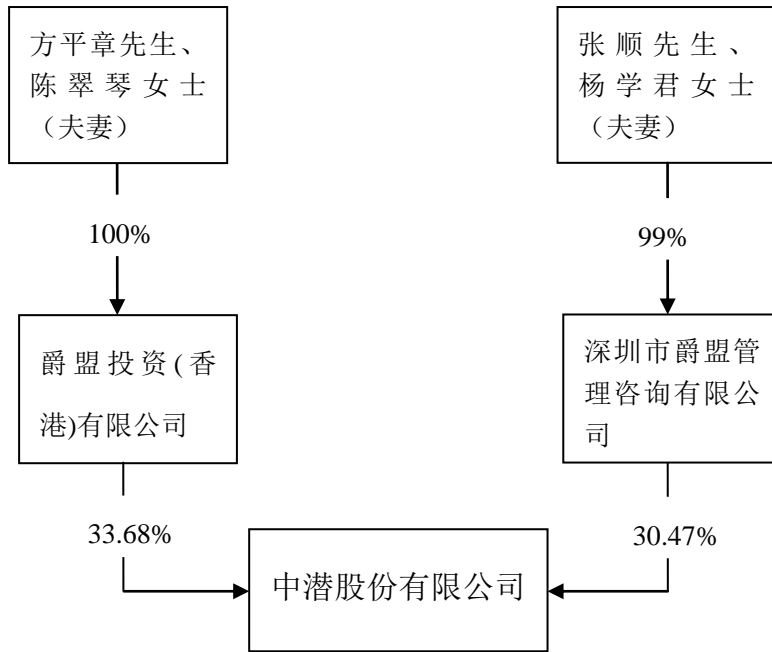 方平章先生、
陈翠琴女士
（夫妻）
张顺先生、
杨学君女士
（夫妻）
100%
99%
爵盟投资(香
港)有限公司
深圳市爵盟管
理咨询有限公
司
33.68%
30.47%
中潜股份有限公司